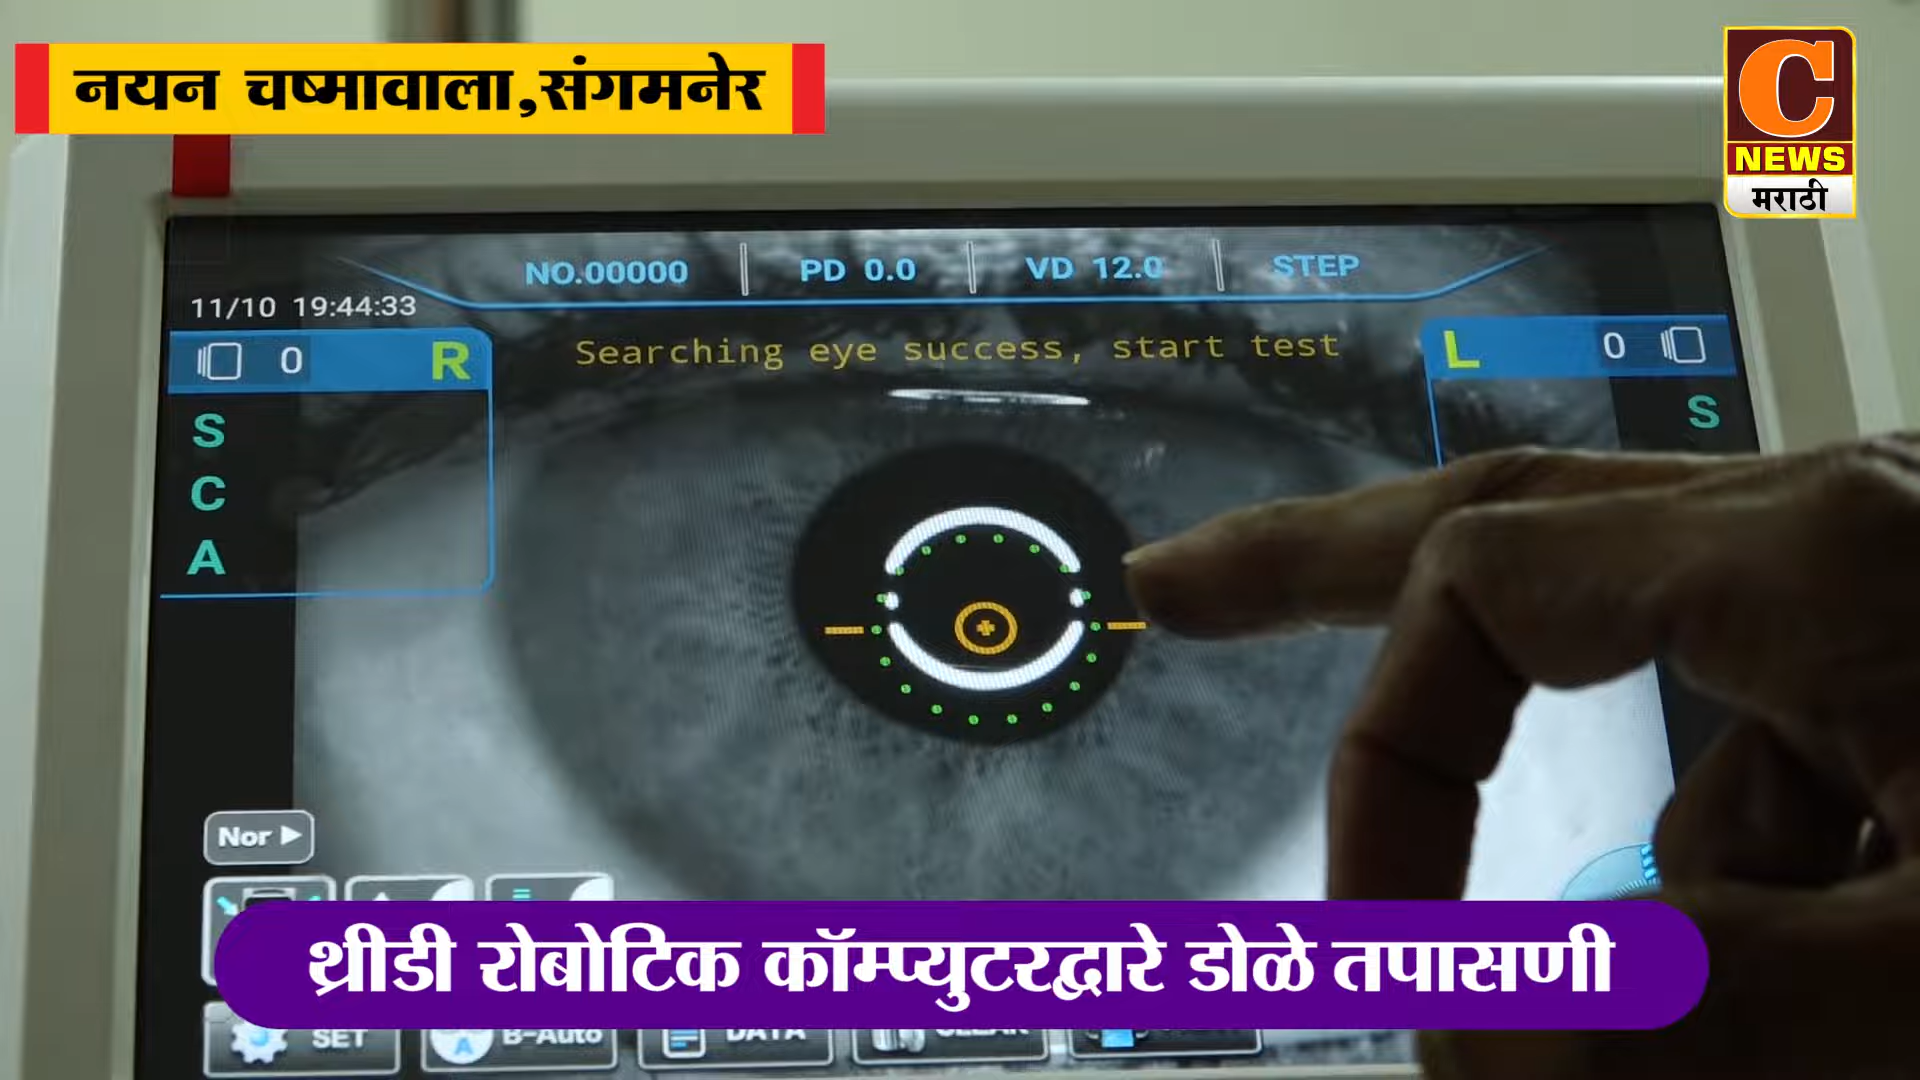 नयन चष्मावाला,संगमनेर
C
NEWS
मराठी
NO.00000 PD 0.0 VD 12.0 STEP
11/10 19:44:33
0 R
L 0
Searching eye success, start test
S
S
C
A
Nor
थ्रीडी रोबोटिक कॉम्प्युटरद्वारे डोळे तपासणी
SET B-Auto DATA CLEAR